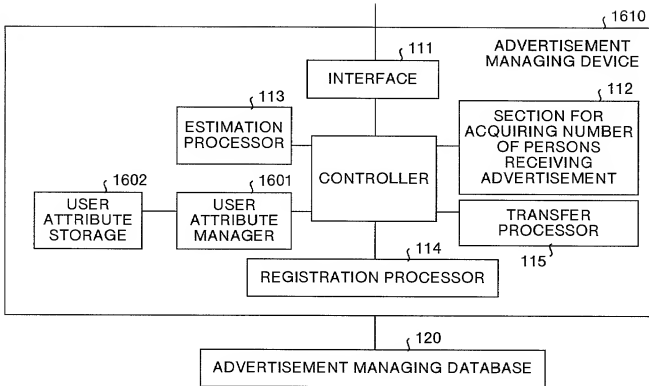 1610
ADVERTISEMENT
MANAGING DEVICE
111
INTERFACE
113
ESTIMATION
PROCESSOR
112
SECTION FOR
ACQUIRING NUMBER
OF PERSONS
RECEIVING
ADVERTISEMENT
CONTROLLER
1602
USER
ATTRIBUTE
STORAGE
1601
USER
ATTRIBUTE
MANAGER
TRANSFER
PROCESSOR
115
114
REGISTRATION PROCESSOR
120
ADVERTISEMENT MANAGING DATABASE